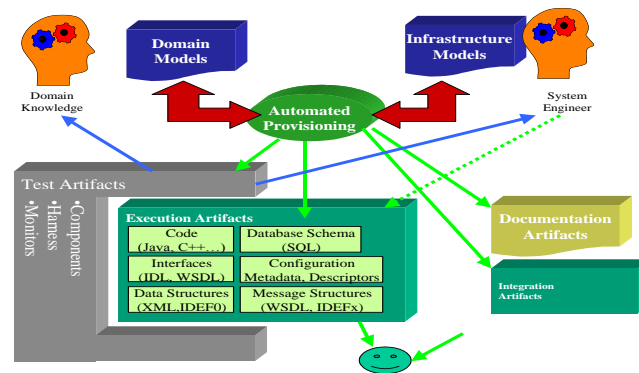 Domain
Models
Infrastructure
Models
Domain
Knowledge
System
Engineer
Automated
Provisioning
Test Artifacts
•Components
•Harness
•Monitors
Execution Artifacts
Code
(Java, C++…)
Database Schema
(SQL)
Interfaces
(IDL, WSDL)
Configuration
Metadata, Descriptors
Data Structures
(XML,IDEF0)
Message Structures
(WSDL, IDEFx)
Documentation
Artifacts
Integration
Artifacts